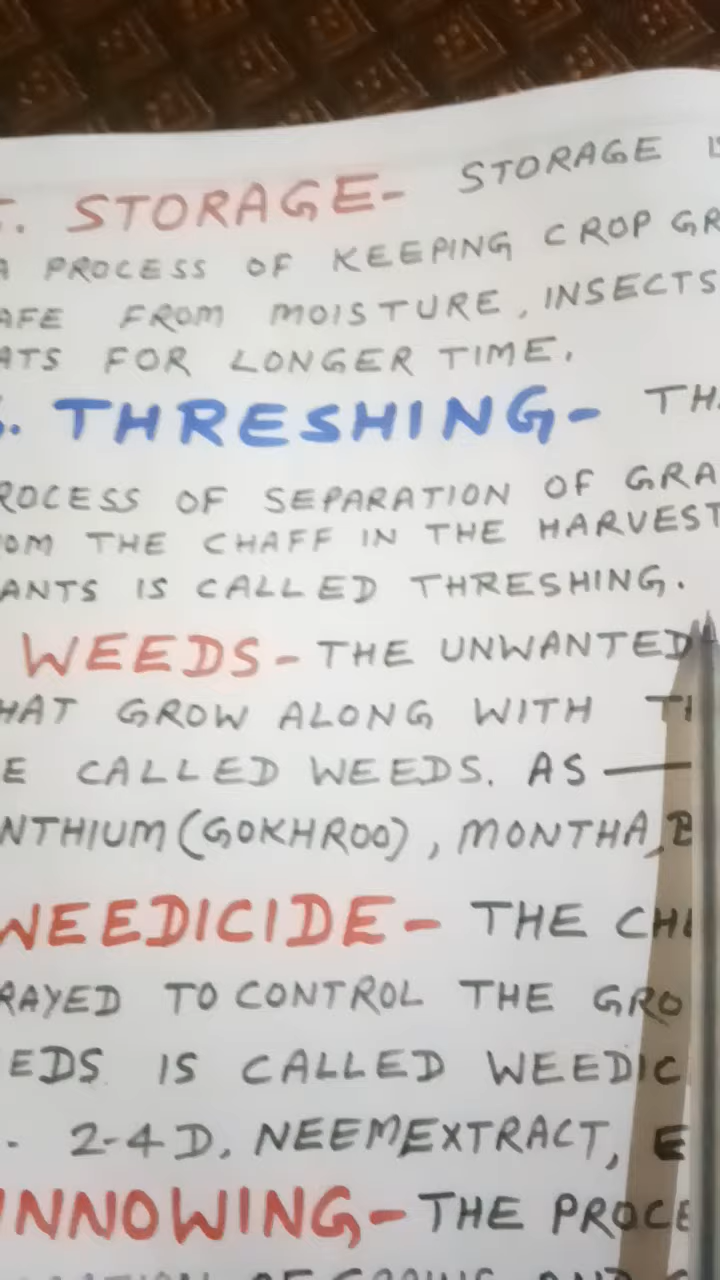 . STORAGE- STORAGE
A PROCESS OF KEEPING CROP GR
AFE FROM MOISTURE, INSECTS
ATS FOR LONGER TIME.
. THRESHING- TH
ROCESS OF SEPARATION OF GRA
OM THE CHAFF IN THE HARVEST
ANTS IS CALLED THRESHING.
WEEDS- THE UNWANTED
HAT GROW ALONG WITH
E CALLED WEEDS. AS —
NTHIUM (GOKHROO), MONTHA,
WEEDICIDE- THE CH
RAYED TO CONTROL THE GRO
EDS IS CALLED WEEDIC
. 2-4D, NEEMEXTRACT, E
INNOWING- THE PROCE